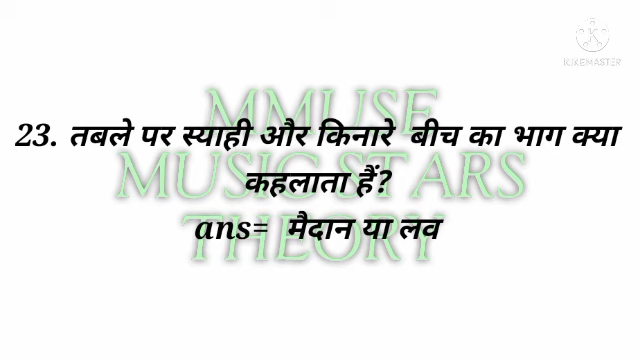 KINEMASTER
MMUSE
23. तबले पर स्याही और किनारे बीच का भाग क्या
MUSIC STARS
कहलाता हैं?
THEORY
ans= मैदान या लव